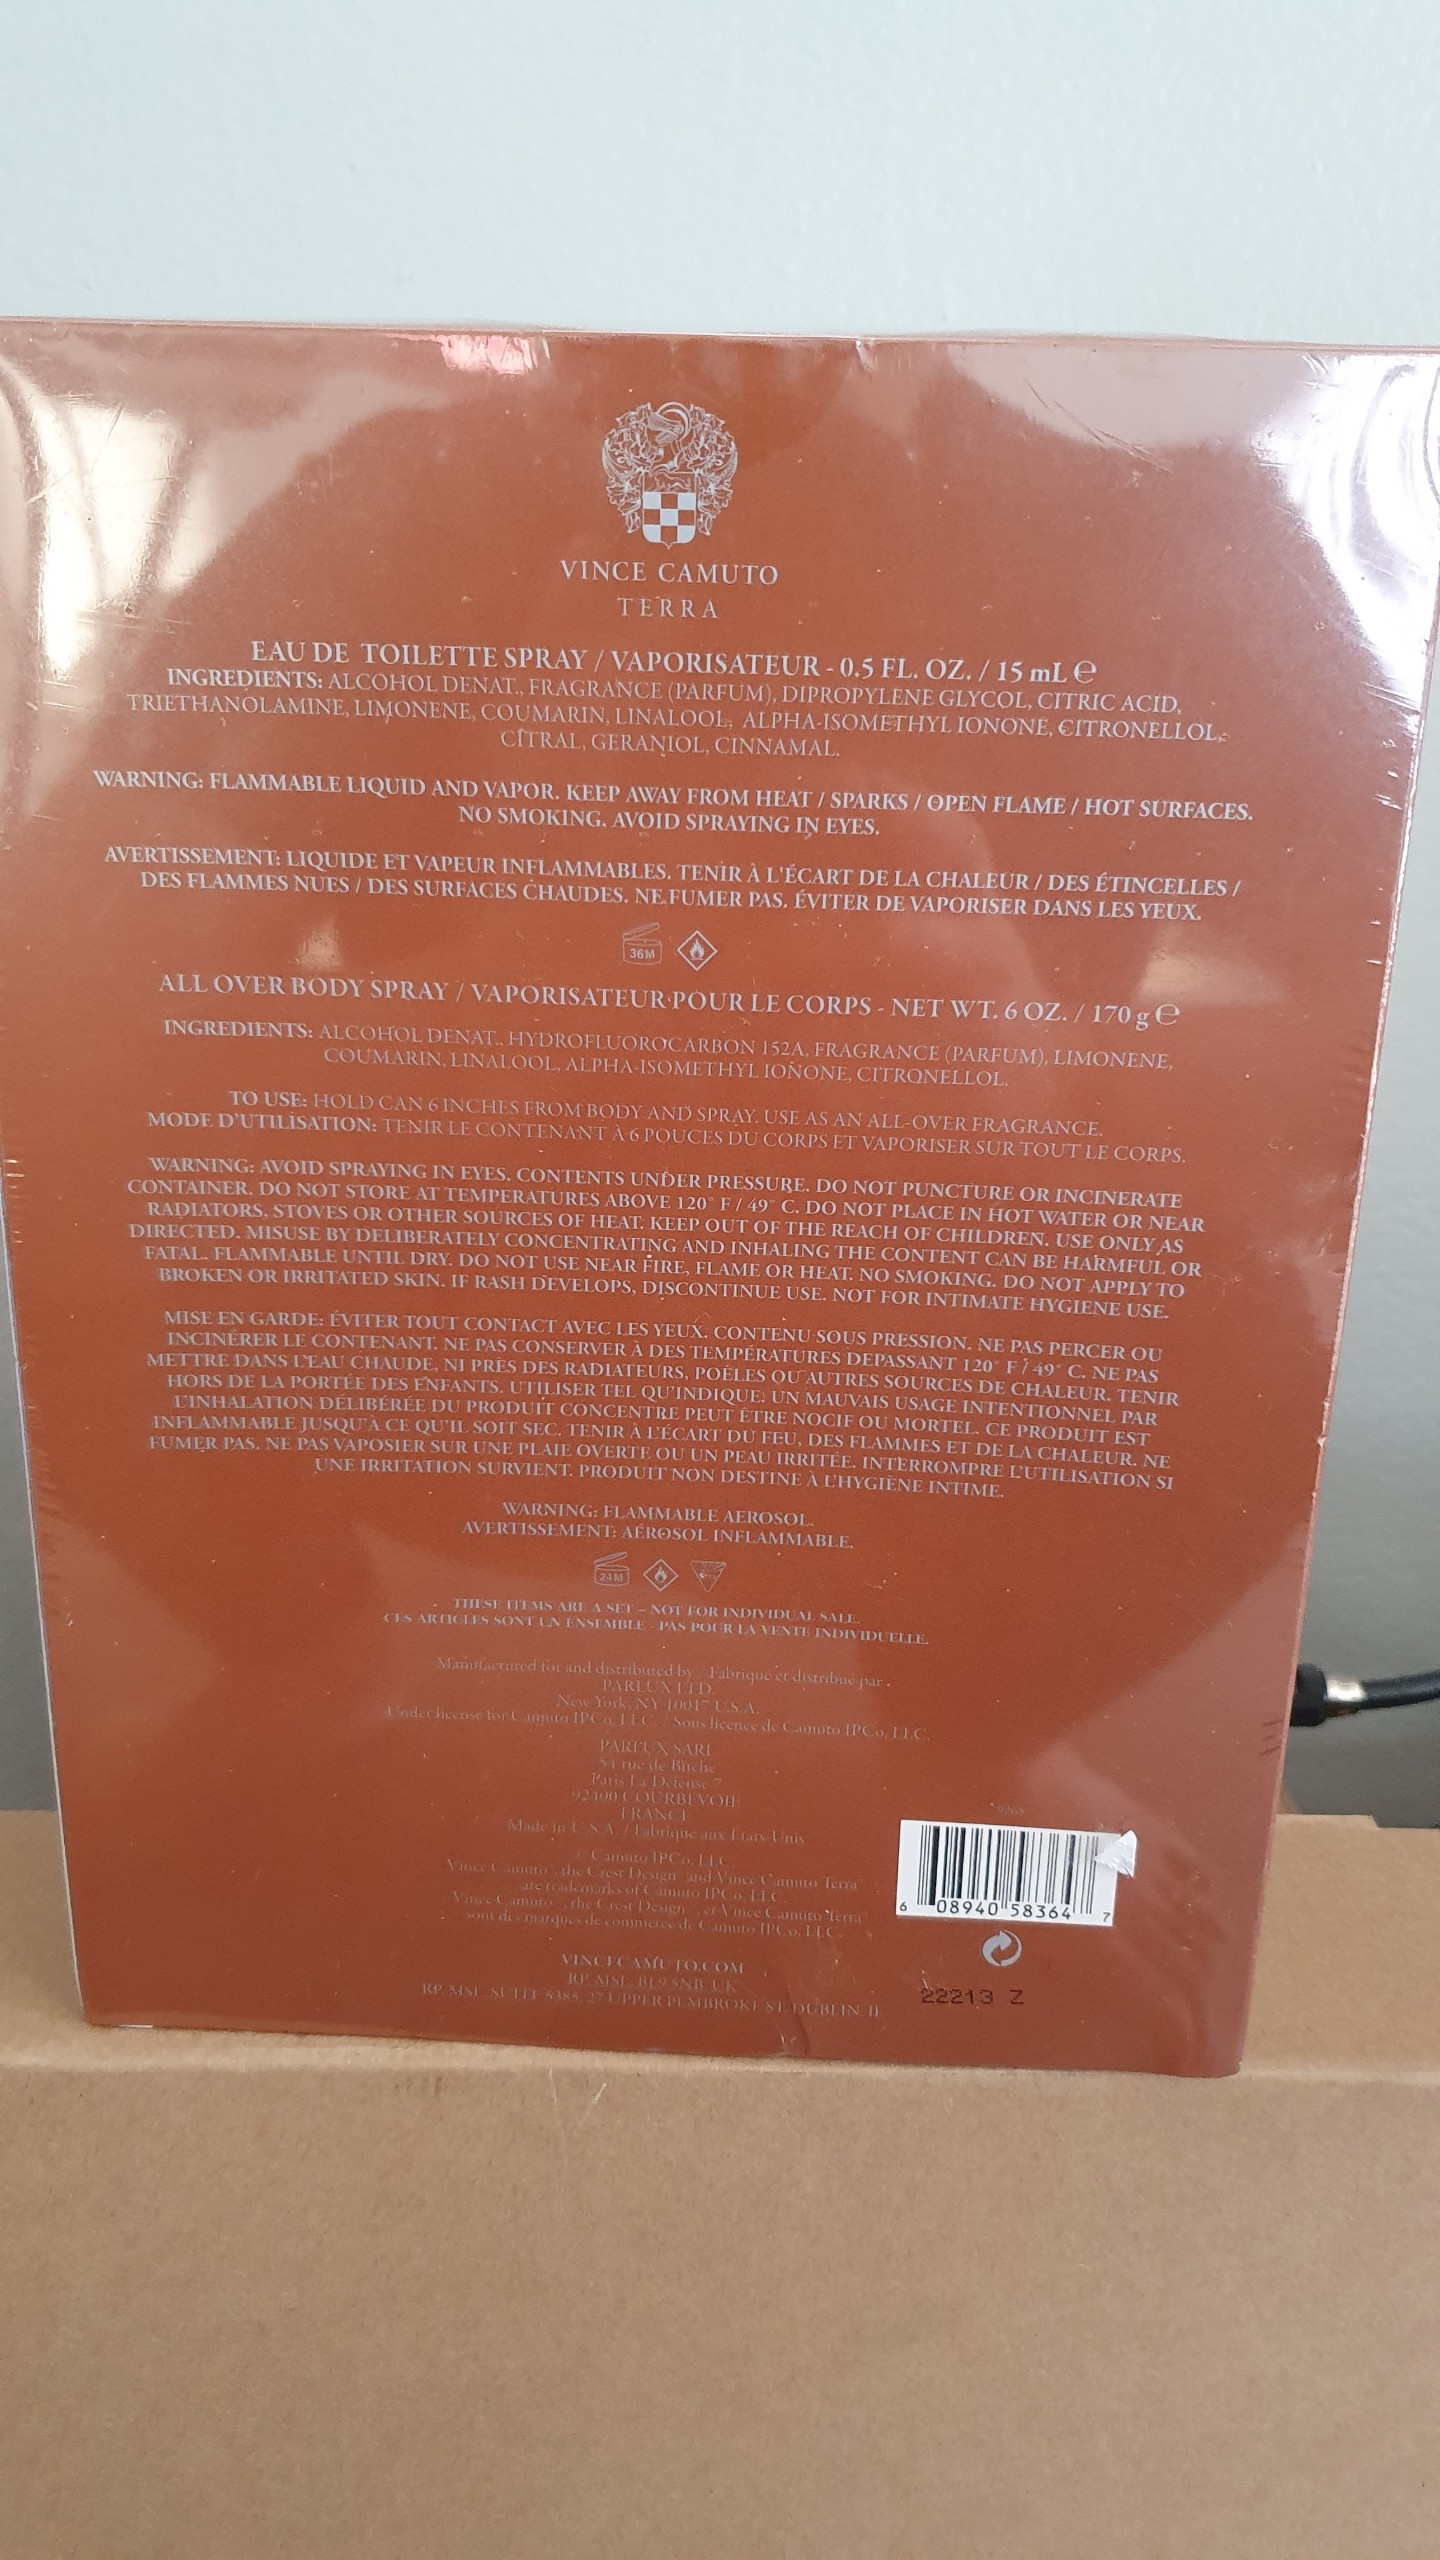 VINCE CAMUTO
TERRA
EAU DE TOILETTE SPRAY / VAPORISATEUR - 0.5 FL. OZ. / 15 mL ℮
INGREDIENTS: ALCOHOL DENAT., FRAGRANCE (PARFUM), DIPROPYLENE GLYCOL, CITRIC ACID,
TRIETHANOLAMINE, LIMONENE, COUMARIN, LINALOOL, ALPHA-ISOMETHYL IONONE, CITRONELLOL,
CITRAL, GERANIOL, CINNAMAL.
WARNING: FLAMMABLE LIQUID AND VAPOR. KEEP AWAY FROM HEAT / SPARKS / OPEN FLAME / HOT SURFACES.
NO SMOKING. AVOID SPRAYING IN EYES.
AVERTISSEMENT: LIQUIDE ET VAPEUR INFLAMMABLES. TENIR À L'ÉCART DE LA CHALEUR / DES ÉTINCELLES /
DES FLAMMES NUES / DES SURFACES CHAUDES. NE FUMER PAS. ÉVITER DE VAPORISER DANS LES YEUX.
36M
ALL OVER BODY SPRAY / VAPORISATEUR POUR LE CORPS - NET WT. 6 OZ. / 170 g ℮
INGREDIENTS: ALCOHOL DENAT., HYDROFLUOROCARBON 152A, FRAGRANCE (PARFUM), LIMONENE,
COUMARIN, LINALOOL, ALPHA-ISOMETHYL IONONE, CITRONELLOL.
TO USE: HOLD CAN 6 INCHES FROM BODY AND SPRAY. USE AS AN ALL-OVER FRAGRANCE.
MODE D'UTILISATION: TENIR LE CONTENANT À 6 POUCES DU CORPS ET VAPORISER SUR TOUT LE CORPS.
WARNING: AVOID SPRAYING IN EYES. CONTENTS UNDER PRESSURE. DO NOT PUNCTURE OR INCINERATE
CONTAINER. DO NOT STORE AT TEMPERATURES ABOVE 120° F / 49° C. DO NOT PLACE IN HOT WATER OR NEAR
RADIATORS, STOVES OR OTHER SOURCES OF HEAT. KEEP OUT OF THE REACH OF CHILDREN. USE ONLY AS
DIRECTED. MISUSE BY DELIBERATELY CONCENTRATING AND INHALING THE CONTENT CAN BE HARMFUL OR
FATAL. FLAMMABLE UNTIL DRY. DO NOT USE NEAR FIRE, FLAME OR HEAT. NO SMOKING. DO NOT APPLY TO
BROKEN OR IRRITATED SKIN. IF RASH DEVELOPS, DISCONTINUE USE. NOT FOR INTIMATE HYGIENE USE.
MISE EN GARDE: ÉVITER TOUT CONTACT AVEC LES YEUX. CONTENU SOUS PRESSION. NE PAS PERCER OU
INCINÉRER LE CONTENANT. NE PAS CONSERVER À DES TEMPÉRATURES DEPASSANT 120° F / 49° C. NE PAS
METTRE DANS L'EAU CHAUDE, NI PRÈS DES RADIATEURS, POÊLES OU AUTRES SOURCES DE CHALEUR. TENIR
HORS DE LA PORTÉE DES ENFANTS. UTILISER TEL QU'INDIQUE: UN MAUVAIS USAGE INTENTIONNEL PAR
L'INHALATION DÉLIBÉRÉE DU PRODUIT CONCENTRE PEUT ÊTRE NOCIF OU MORTEL. CE PRODUIT EST
INFLAMMABLE JUSQU'À CE QU'IL SOIT SEC. TENIR À L'ÉCART DU FEU, DES FLAMMES ET DE LA CHALEUR. NE
FUMER PAS. NE PAS VAPOSIER SUR UNE PLAIE OVERTE OU UN PEAU IRRITÉE. INTERROMPRE L'UTILISATION SI
UNE IRRITATION SURVIENT. PRODUIT NON DESTINE À L'HYGIÈNE INTIME.
WARNING: FLAMMABLE AEROSOL.
AVERTISSEMENT: AÉROSOL INFLAMMABLE.
24M
THESE ITEMS ARE A SET – NOT FOR INDIVIDUAL SALE.
CES ARTICLES SONT UN ENSEMBLE - PAS POUR LA VENTE INDIVIDUELLE.
Manufactured for and distributed by / Fabriqué et distribué par
PARLUX LTD.
New York, NY 10017 U.S.A.
Under license for Camuto IPCo, LLC. / Sous licence de Camuto IPCo, LLC.
PARLUX SARL
54 rue de Bitche
Paris La Defense 7
92400 COURBEVOIE
FRANCE
Made in U.S.A. / Fabriqué aux États-Unis
© Camuto IPCo, LLC.
Vince Camuto, the Crest Design and Vince Camuto Terra
are trademarks of Camuto IPCo, LLC.
Vince Camuto, the Crest Design, et Vince Camuto Terra
sont des marques de commerce de Camuto IPCo, LLC.
VINCECAMUTO.COM
RP: MSL, BL9 5NB, UK
RP: MSL, SUITE 5385, 27 UPPER PEMBROKE ST, DUBLIN, IE
9268
6 08940 58364 7
22213 Z